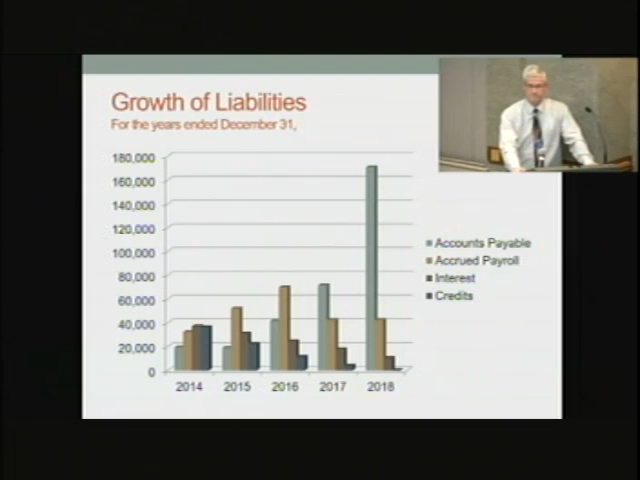 Growth of Liabilities
For the years ended December 31,
180,000
160,000
140,000
120,000
100,000
80,000
60,000
40,000
20,000
0
2014 2015 2016 2017 2018
Accounts Payable
Accrued Payroll
Interest
Credits